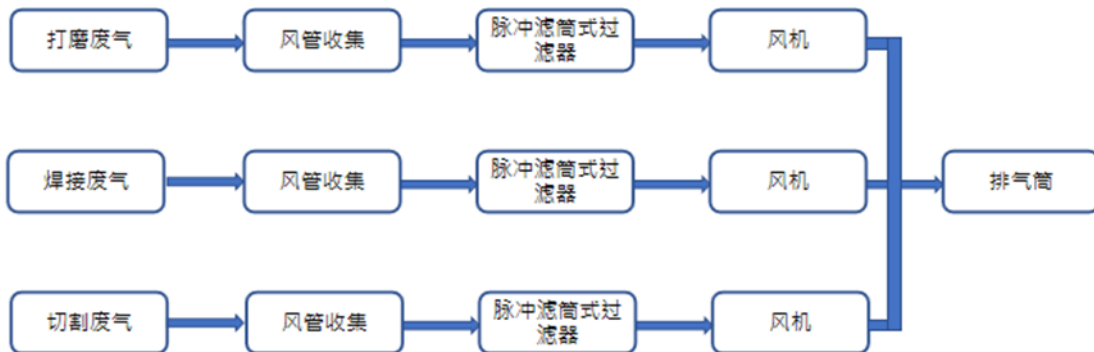 打磨废气
风管收集
脉冲滤筒式过
滤器
风机
焊接废气
风管收集
脉冲滤筒式过
滤器
风机
排气筒
切割废气
风管收集
脉冲滤筒式过
滤器
风机